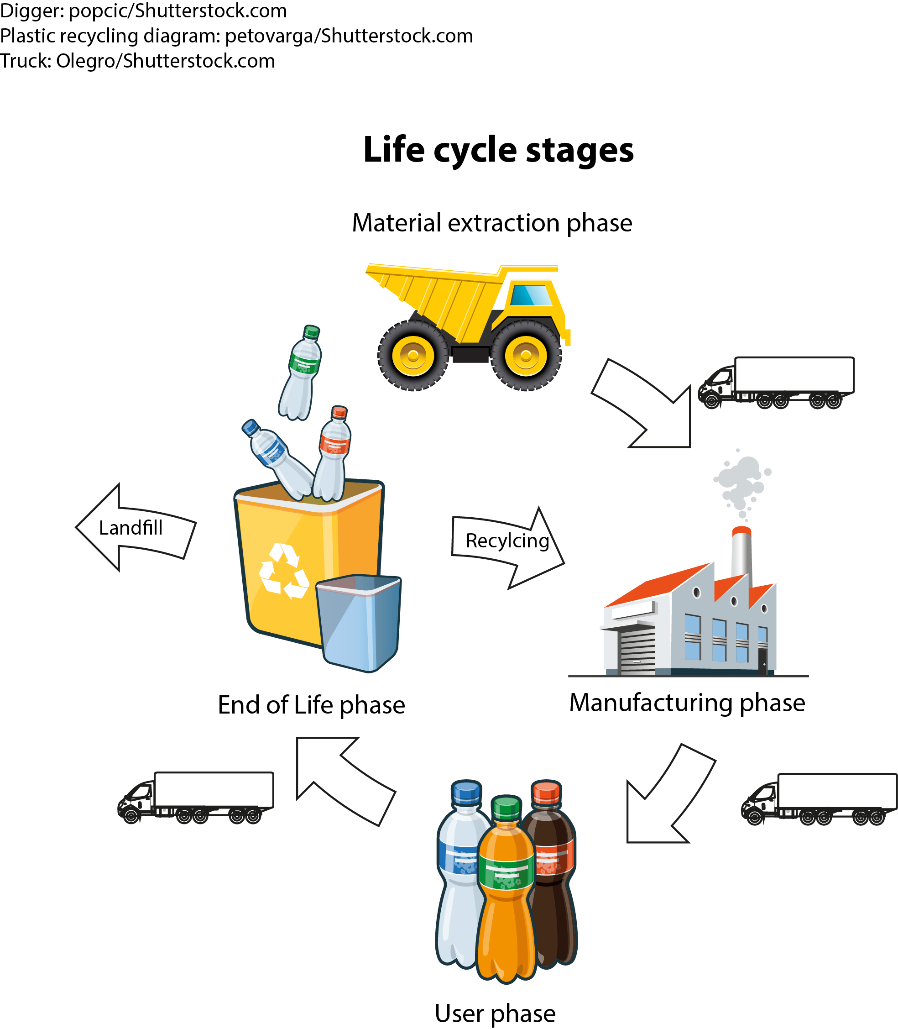 Digger: popcic/Shutterstock.com
Plastic recycling diagram: petovarga/Shutterstock.com
Truck: Olegro/Shutterstock.com
Life cycle stages
Material extraction phase
Landfill
Recylcing
End of Life phase
Manufacturing phase
User phase